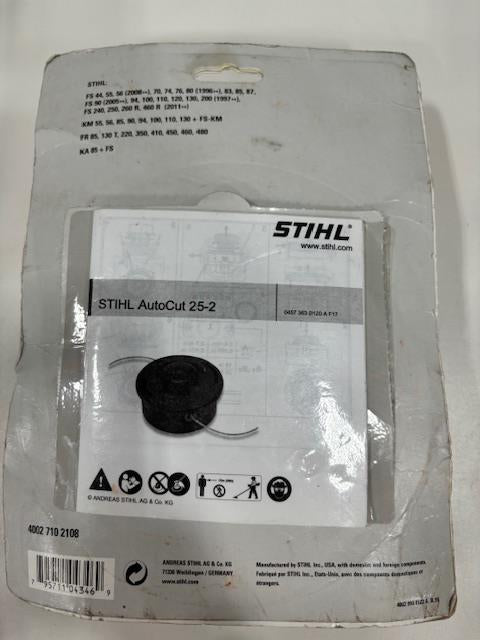 STIHL:
FS 44, 55, 56 (2008↦), 70, 74, 76, 80 (1996↦), 83, 85, 87,
FS 90 (2005↦), 94, 100, 110, 120, 130, 200 (1997↦),
FS 240, 250, 260 R, 460 R (2011↦)
KM 55, 56, 85, 90, 94, 100, 110, 130 + FS-KM
FR 85, 130 T, 220, 350, 410, 450, 460, 480
KA 85 + FS
STIHL®
www.stihl.com
STIHL AutoCut 25-2
0457 363 0120 A F17
© ANDREAS STIHL AG & Co. KG
4002 710 2108
7 95711 04346 9
ANDREAS STIHL AG & Co. KG
71336 Waiblingen / GERMANY
www.stihl.com
Manufactured by STIHL Inc., USA, with domestic and foreign components.
Fabriqué par STIHL Inc., Etats-Unis, avec des composants domestiques et
étrangers.